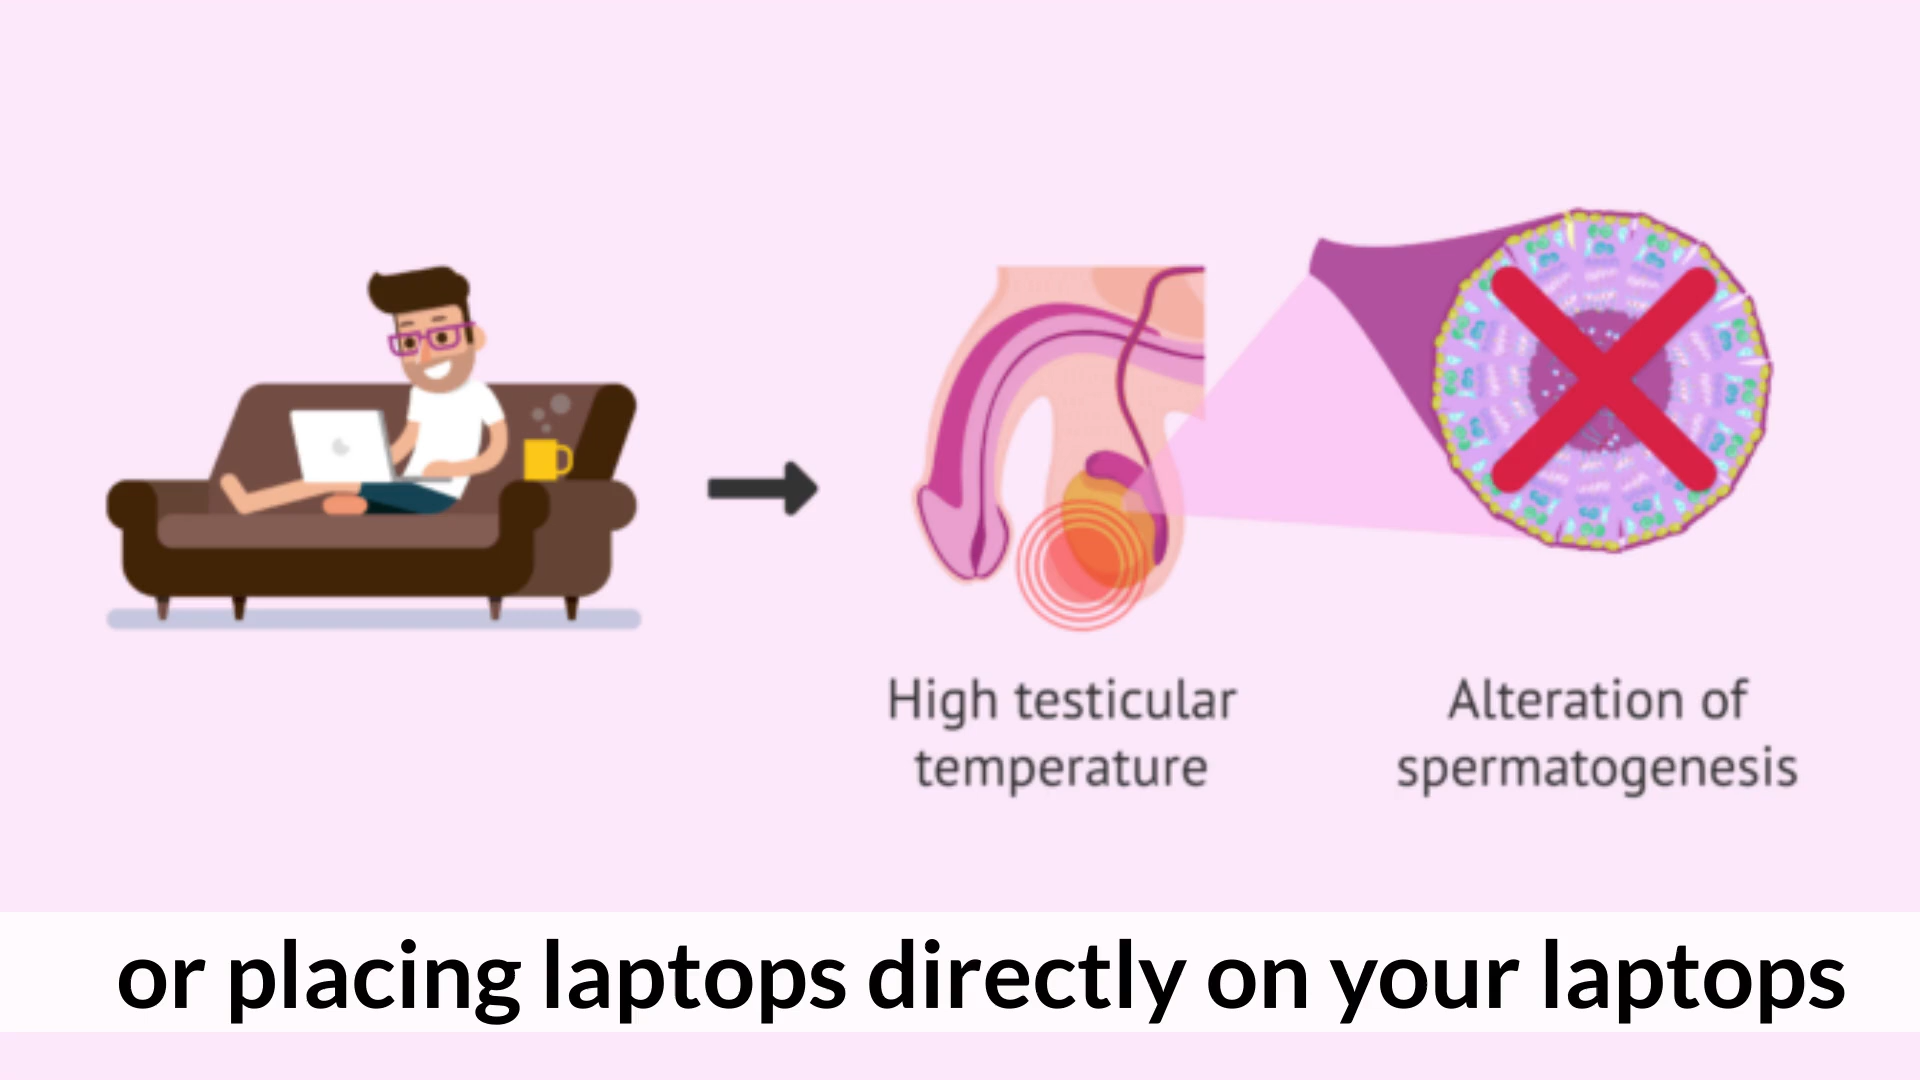 High testicular
temperature
Alteration of
spermatogenesis
or placing laptops directly on your laptops